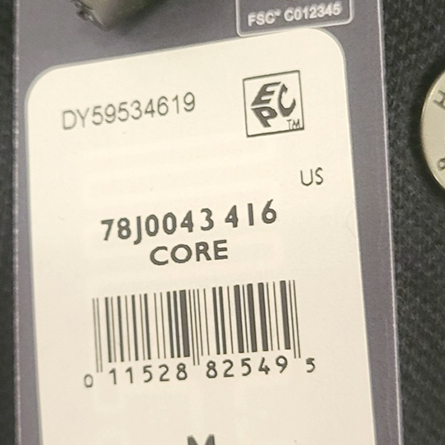 FSC® C012345
DY59534619
EPC
TM
US
78J0043 416
CORE
0 11528 82549 5
M